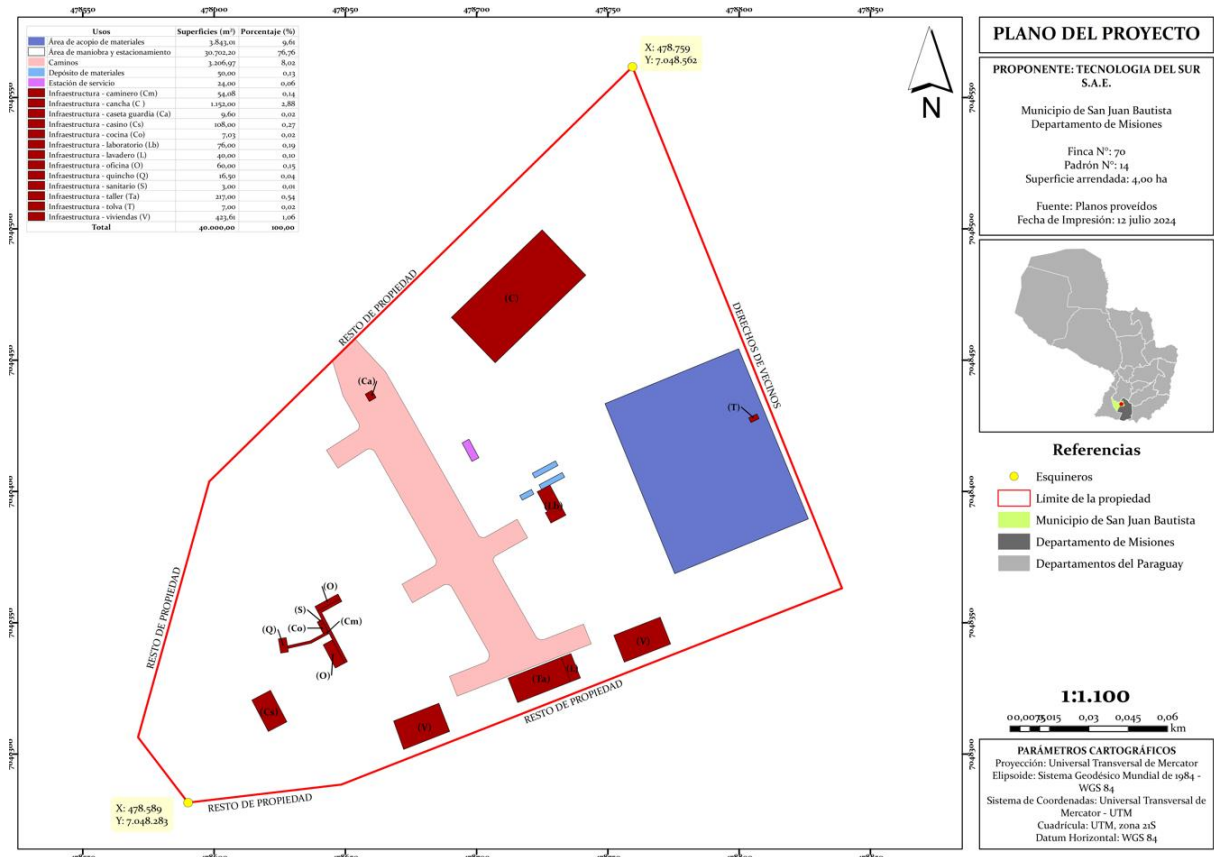 478550 478600 478650 478700 478750 478800 478850
Usos Superficies (m²) Porcentaje (%)
Área de acopio de materiales 3.843,01 9,61
Área de maniobra y estacionamiento 30.702,20 76,76
Caminos 3.206,97 8,02
Depósito de materiales 50,00 0,13
Estación de servicio 24,00 0,06
Infraestructura - caminero (Cm) 54,08 0,14
Infraestructura - cancha (C ) 1.152,00 2,88
Infraestructura - caseta guardia (Ca) 9,60 0,02
Infraestructura - casino (Cs) 108,00 0,27
Infraestructura - cocina (Co) 7,03 0,02
Infraestructura - laboratorio (Lb) 76,00 0,19
Infraestructura - lavadero (L) 40,00 0,10
Infraestructura - oficina (O) 60,00 0,15
Infraestructura - quincho (Q) 16,50 0,04
Infraestructura - sanitario (S) 3,00 0,01
Infraestructura - taller (Ta) 217,00 0,54
Infraestructura - tolva (T) 7,00 0,02
Infraestructura - viviendas (V) 423,61 1,06
Total 40.000,00 100,00
X: 478.759
Y: 7.048.562
N
7048550
7048500
7048450
7048400
7048350
7048300
RESTO DE PROPIEDAD
DERECHOS DE VECINOS
(C)
(Ca)
(T)
(Lb)
(O)
(S)
(Co)
(Cm)
(Q)
(O)
(Cs)
(V)
(Ta)
(L)
(V)
RESTO DE PROPIEDAD
RESTO DE PROPIEDAD
RESTO DE PROPIEDAD
X: 478.589
Y: 7.048.283
PLANO DEL PROYECTO
PROPONENTE: TECNOLOGIA DEL SUR
S.A.E.
Municipio de San Juan Bautista
Departamento de Misiones
Finca N°: 70
Padrón N°: 14
Superficie arrendada: 4,00 ha
Fuente: Planos proveídos
Fecha de Impresión: 12 julio 2024
Referencias
Esquineros
Límite de la propiedad
Municipio de San Juan Bautista
Departamento de Misiones
Departamentos del Paraguay
1:1.100
0 0,0075 0,015 0,03 0,045 0,06
km
PARÁMETROS CARTOGRÁFICOS
Proyección: Universal Transversal de Mercator
Elipsoide: Sistema Geodésico Mundial de 1984 -
WGS 84
Sistema de Coordenadas: Universal Transversal de
Mercator - UTM
Cuadrícula: UTM, zona 21S
Datum Horizontal: WGS 84